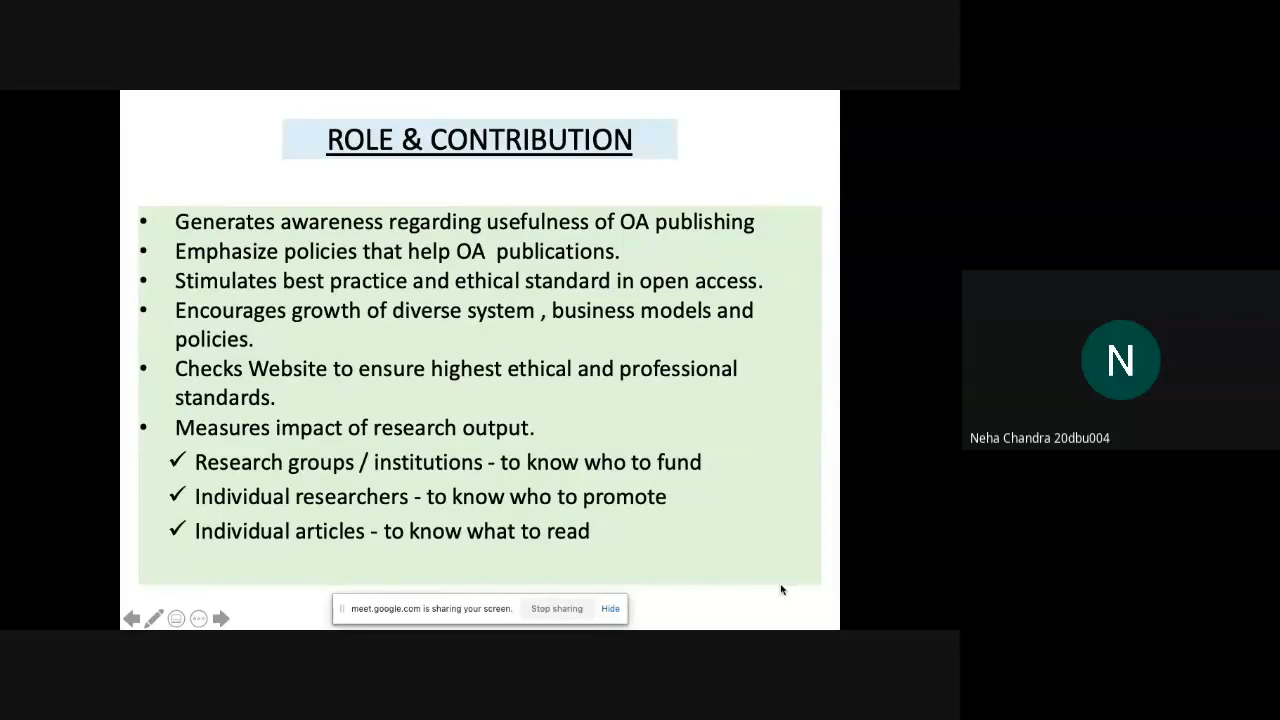 ROLE & CONTRIBUTION
• Generates awareness regarding usefulness of OA publishing
• Emphasize policies that help OA  publications.
• Stimulates best practice and ethical standard in open access.
• Encourages growth of diverse system , business models and
policies.
• Checks Website to ensure highest ethical and professional
standards.
• Measures impact of research output.
✓ Research groups / institutions - to know who to fund
✓ Individual researchers - to know who to promote
✓ Individual articles - to know what to read
meet.google.com is sharing your screen. Stop sharing Hide
N
Neha Chandra 20dbu004